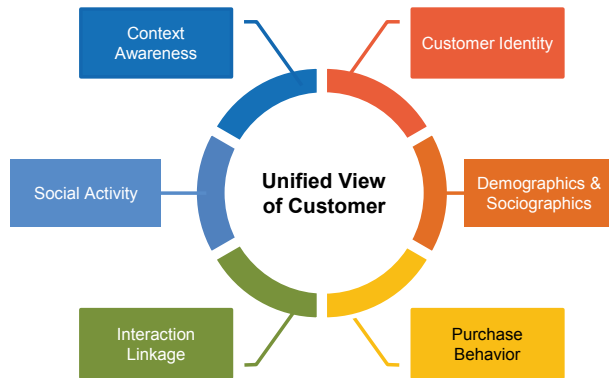 Context
Awareness
Customer Identity
Social Activity
Unified View
of Customer
Demographics &
Sociographics
Interaction
Linkage
Purchase
Behavior